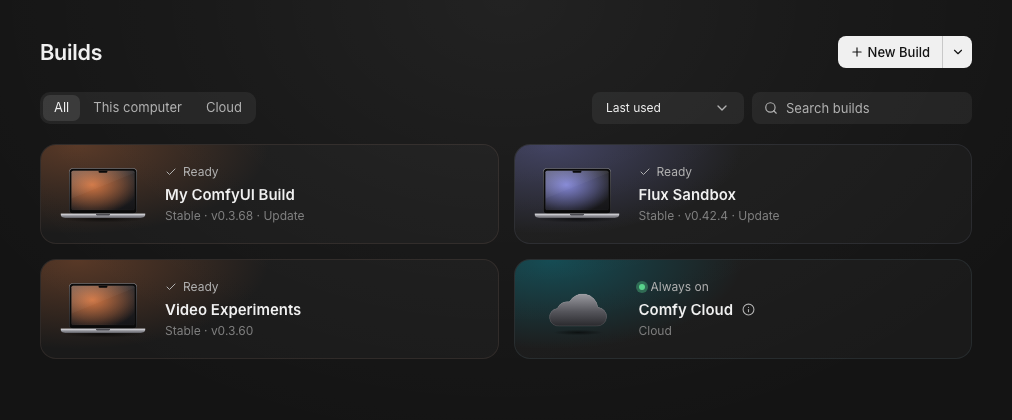 Builds
New Build
All
This computer
Cloud
Last used
Search builds
Ready
My ComfyUI Build
Stable · v0.3.68 · Update
Ready
Flux Sandbox
Stable · v0.42.4 · Update
Ready
Video Experiments
Stable · v0.3.60
Always on
Comfy Cloud
Cloud